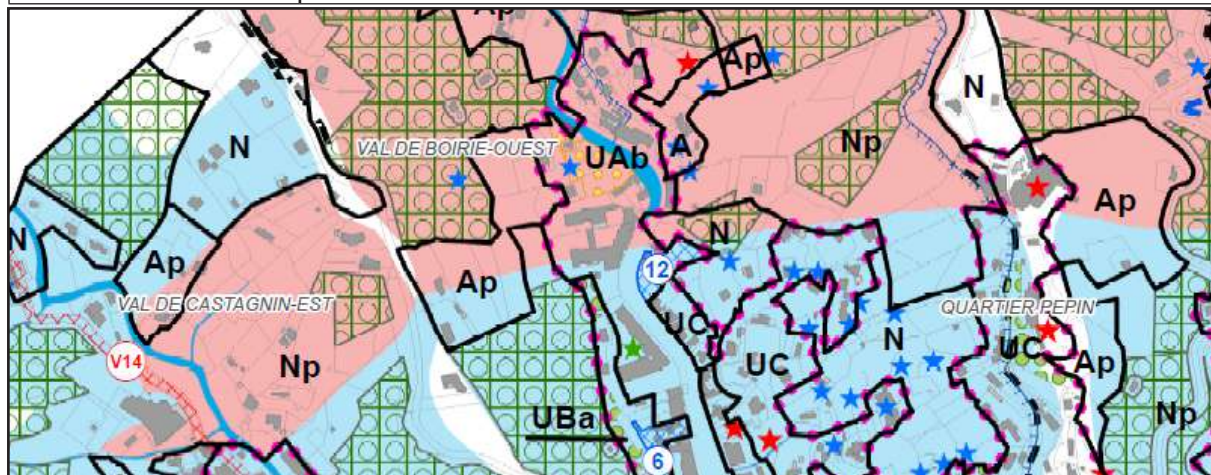 Ap
Ap
N
N
VAL DE BOIRIE-OUEST
UAb
A
Np
Ap
N
Ap
N
Ap
12
VAL DE CASTAGNIN-EST
QUARTIER PEPIN
UC
N
UC
UC
Ap
V14
Np
UBa
Np
6